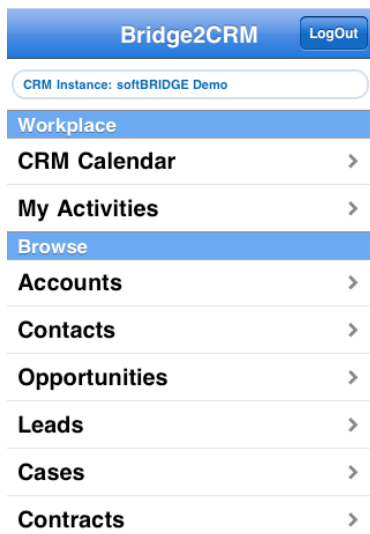 Bridge2CRM LogOut
CRM Instance: softBRIDGE Demo
Workplace
CRM Calendar
My Activities
Browse
Accounts
Contacts
Opportunities
Leads
Cases
Contracts